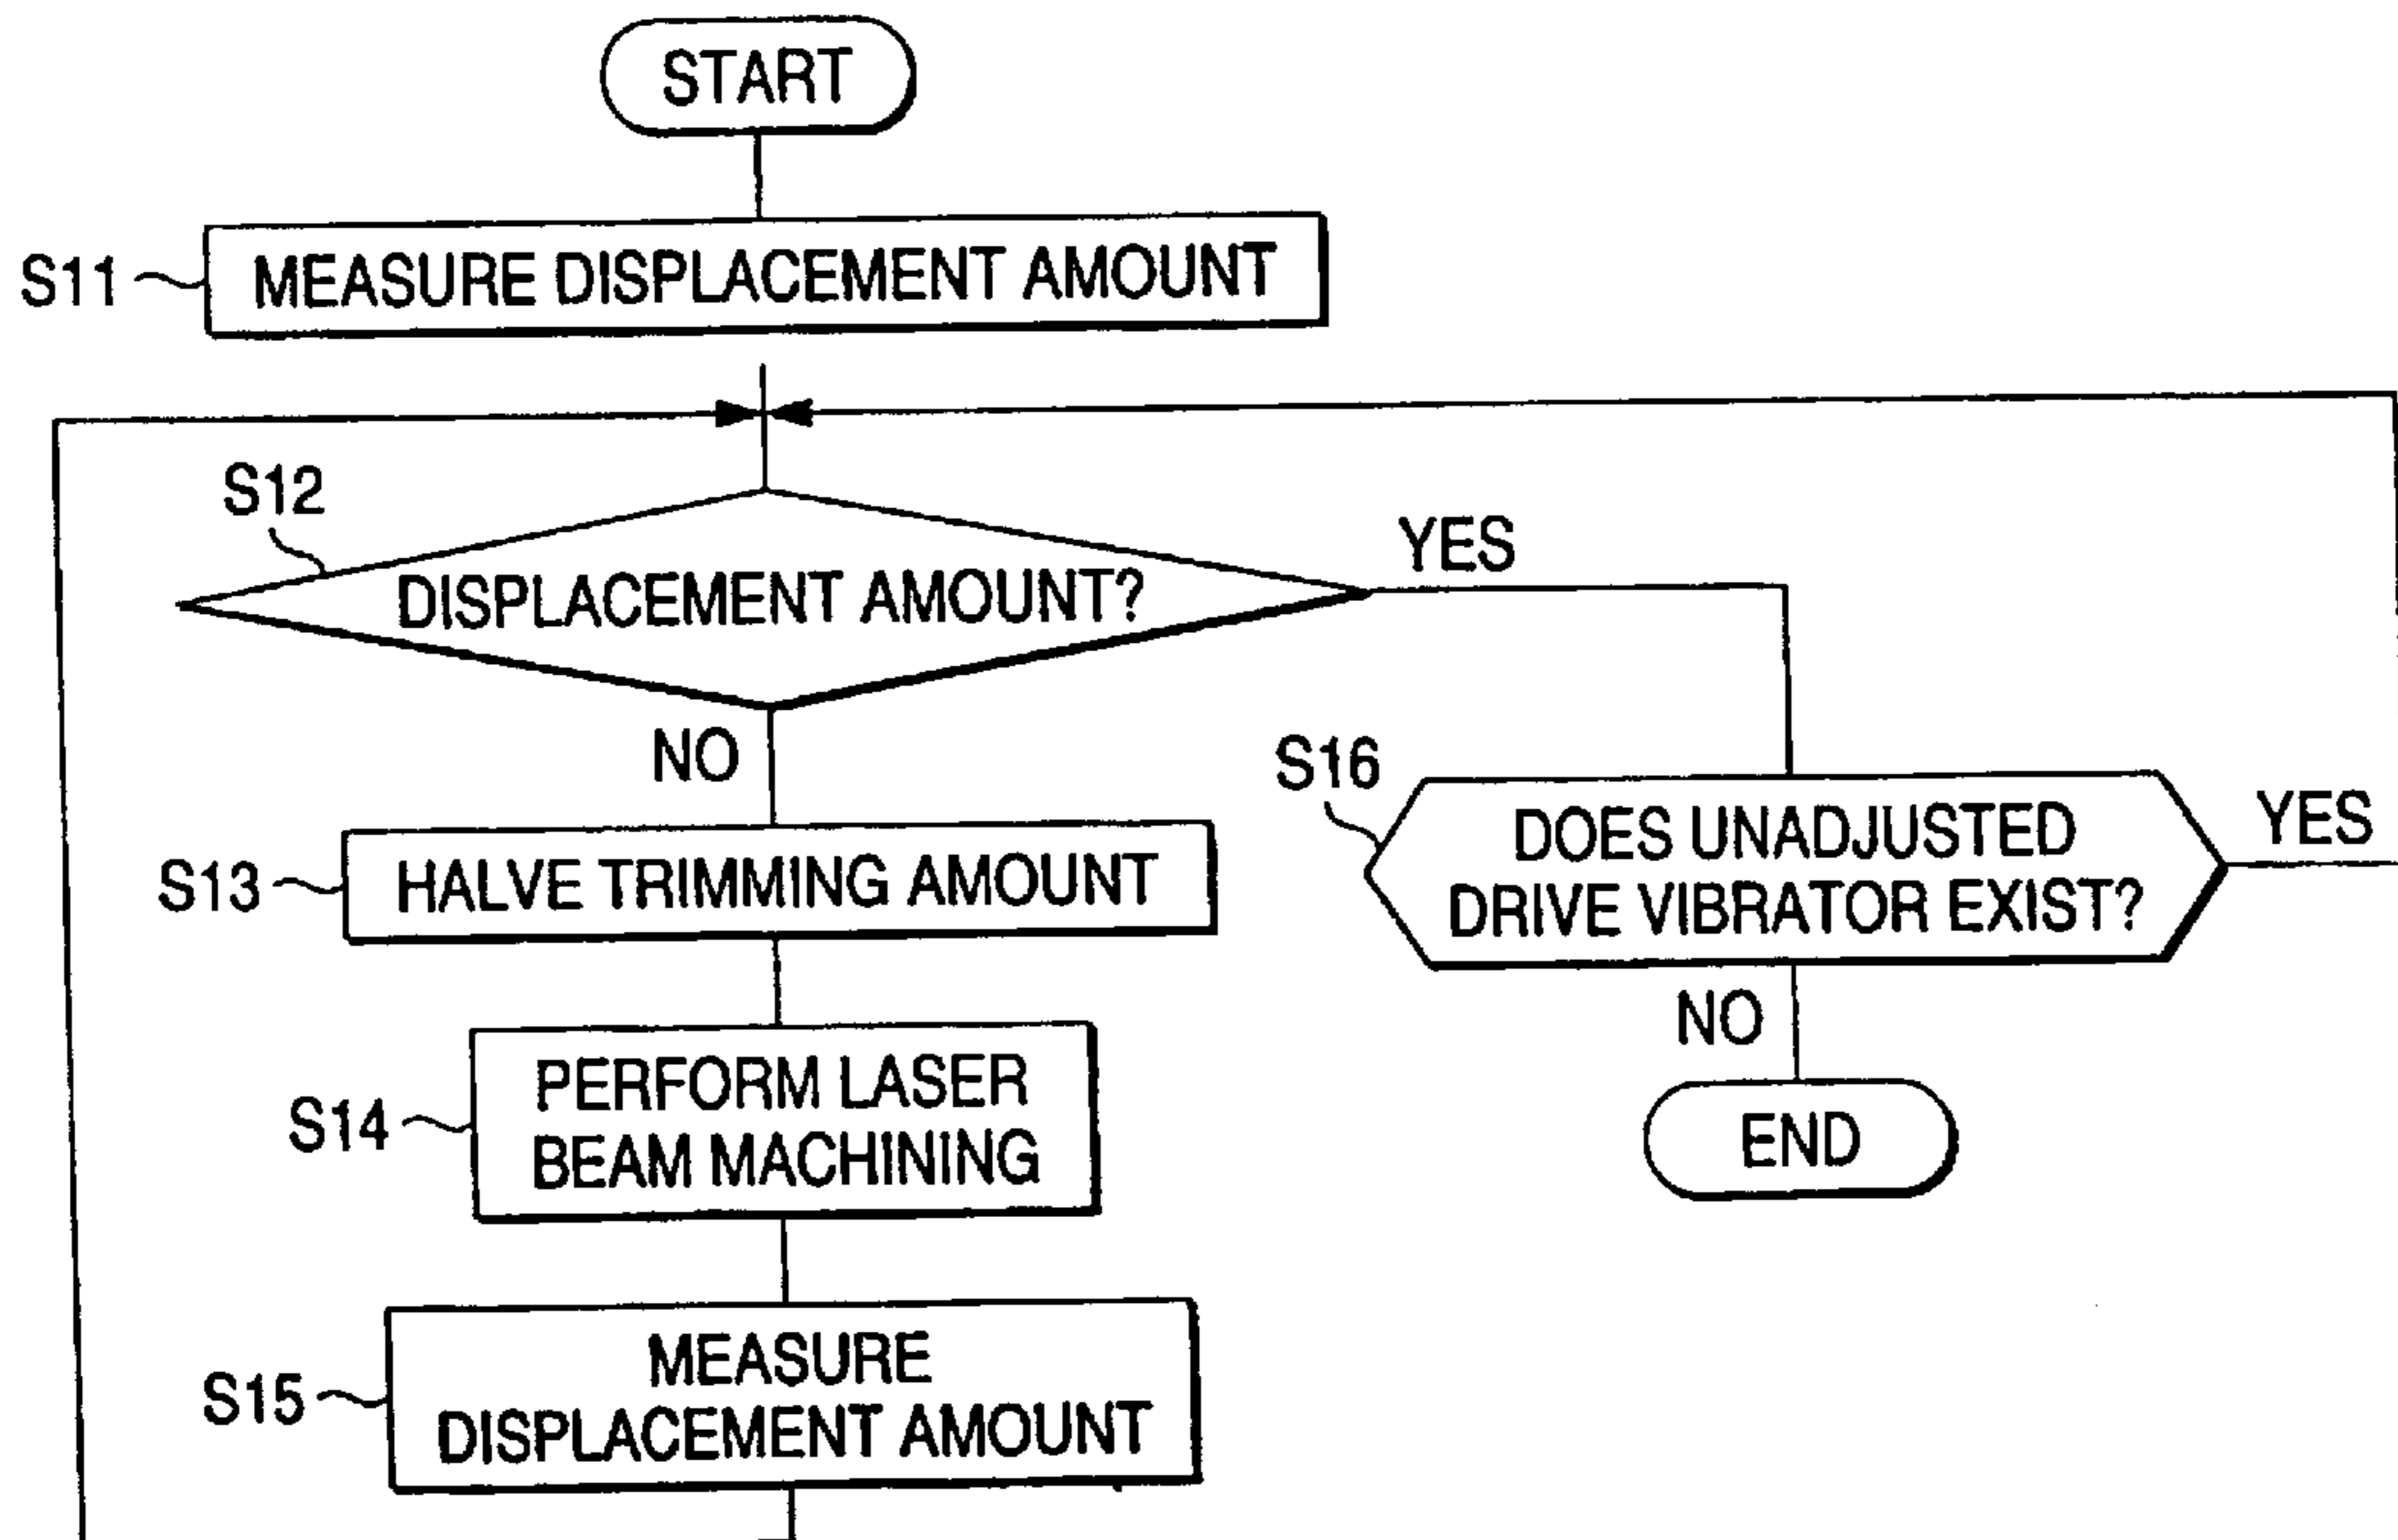 START
S11
MEASURE DISPLACEMENT AMOUNT
S12
DISPLACEMENT AMOUNT?
YES
NO
S13
HALVE TRIMMING AMOUNT
S14
PERFORM LASER
BEAM MACHINING
S15
MEASURE
DISPLACEMENT AMOUNT
S16
DOES UNADJUSTED
DRIVE VIBRATOR EXIST?
YES
NO
END